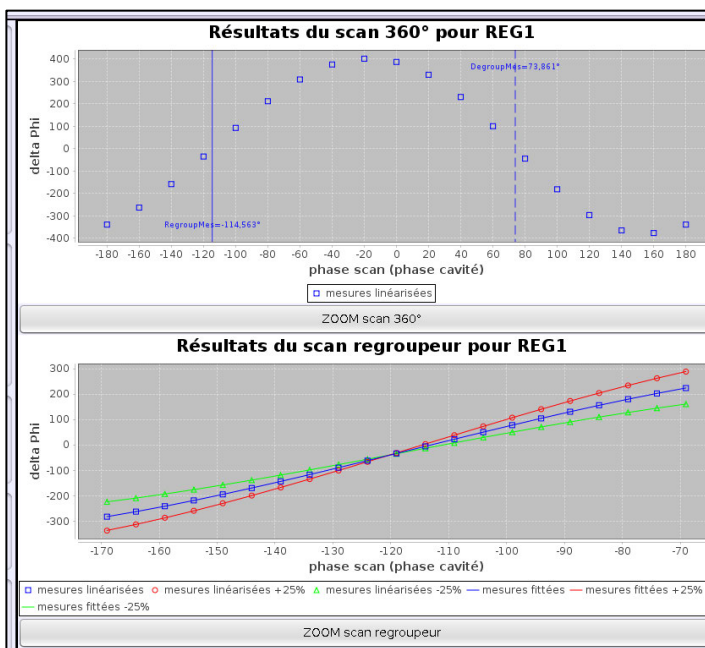 Résultats du scan 360° pour REG1
400
300
200
100
0
-100
-200
-300
-400
delta Phi
DegroupMes=73,861°
RegroupMes=-114,563°
-180 -160 -140 -120 -100 -80 -60 -40 -20 0 20 40 60 80 100 120 140 160 180
phase scan (phase cavité)
mesures linéarisées
ZOOM scan 360°
Résultats du scan regroupeur pour REG1
300
200
100
0
-100
-200
-300
delta Phi
-170 -160 -150 -140 -130 -120 -110 -100 -90 -80 -70
phase scan (phase cavité)
mesures linéarisées mesures linéarisées +25% mesures linéarisées -25% mesures fittées mesures fittées +25%
mesures fittées -25%
ZOOM scan regroupeur